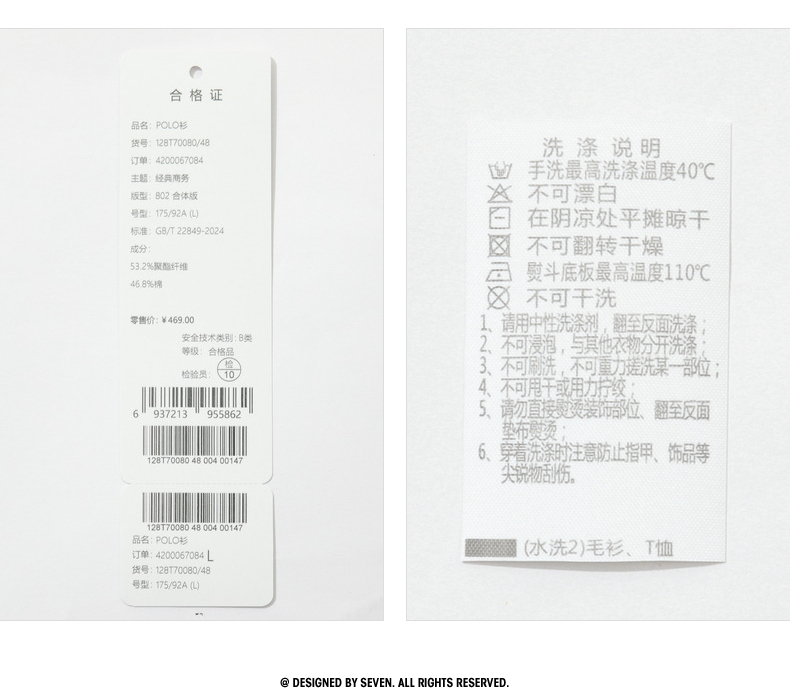 合格证
品名: POLO衫
货号: 128T70080/48
订单: 4200067084
主题: 经典商务
版型: 802 合体版
号型: 175/92A (L)
标准: GB/T 22849-2024
成分:
53.2%聚酯纤维
46.8%棉
零售价: ¥469.00
安全技术类别: B类
等级: 合格品
检验员: 检 10
6 937213 955862
128T70080 48 004 00147
128T70080 48 004 00147
品名: POLO衫
订单: 4200067084 L
货号: 128T70080/48
号型: 175/92A (L)
洗涤说明
手洗最高洗涤温度40℃
不可漂白
在阴凉处平摊晾干
不可翻转干燥
熨斗底板最高温度110℃
不可干洗
1、请用中性洗涤剂，翻至反面洗涤；
2、不可浸泡，与其他衣物分开洗涤；
3、不可刷洗，不可重力搓洗某一部位；
4、不可甩干或用力拧绞；
5、请勿直接熨烫装饰部位、翻至反面
垫布熨烫；
6、穿着洗涤时注意防止指甲、饰品等
尖锐物刮伤。
(水洗2)毛衫、T恤
@ DESIGNED BY SEVEN. ALL RIGHTS RESERVED.